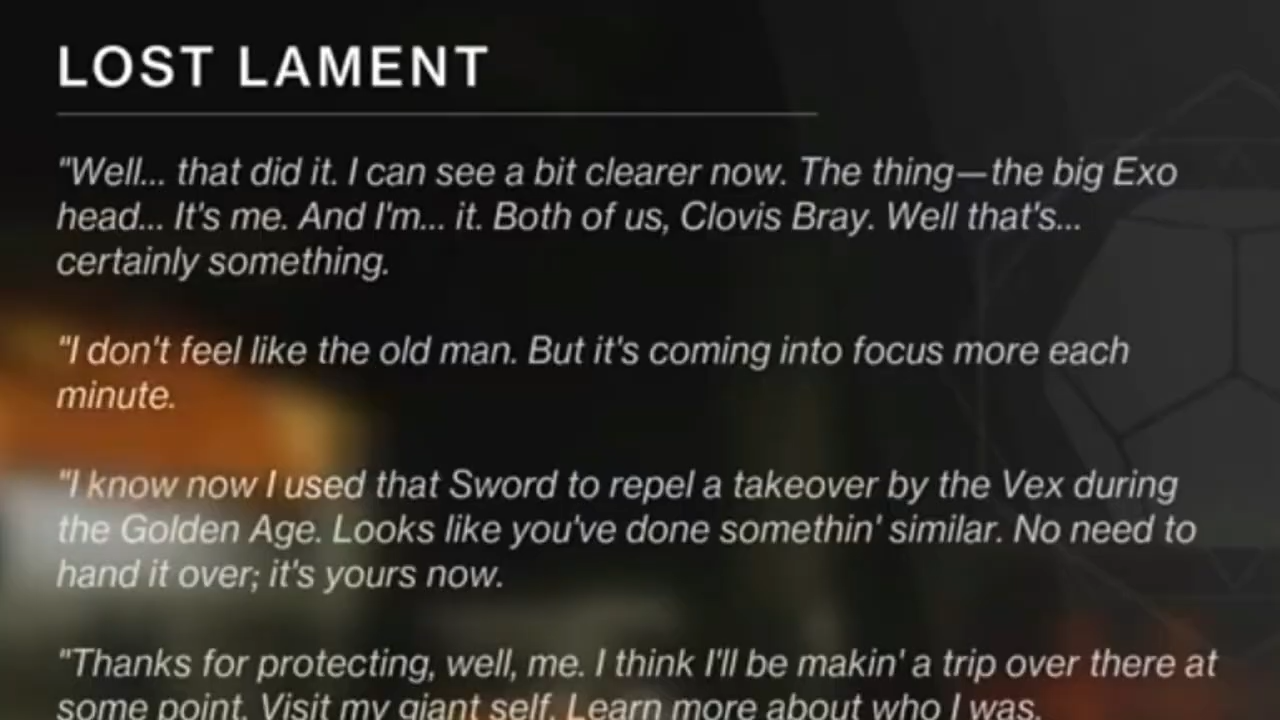 LOST LAMENT
"Well... that did it. I can see a bit clearer now. The thing—the big Exo
head... It's me. And I'm... it. Both of us, Clovis Bray. Well that's...
certainly something.
"I don't feel like the old man. But it's coming into focus more each
minute.
"I know now I used that Sword to repel a takeover by the Vex during
the Golden Age. Looks like you've done somethin' similar. No need to
hand it over; it's yours now.
"Thanks for protecting, well, me. I think I'll be makin' a trip over there at
some point. Visit my giant self. Learn more about who I was.